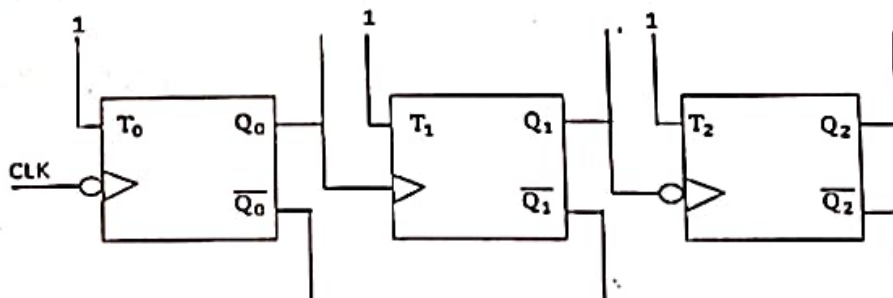 1 1 1
T₀ Q₀ T₁ Q₁ T₂ Q₂
CLK
Q̅₀ Q̅₁ Q̅₂